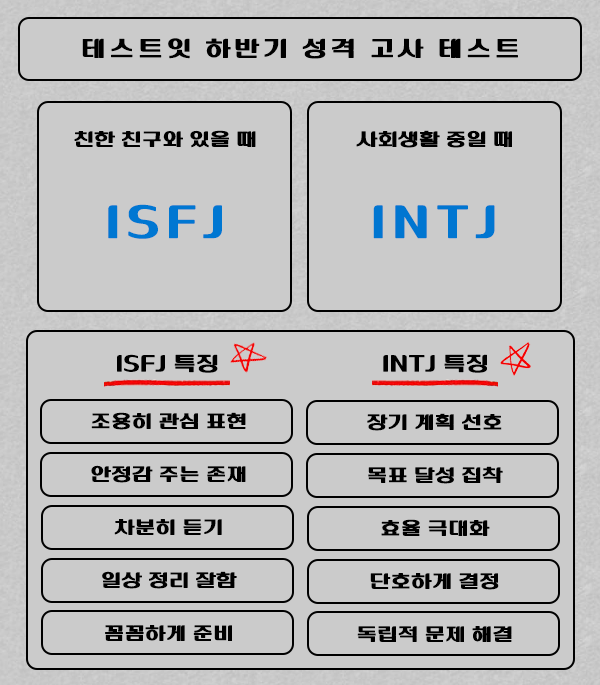 테스트잇 하반기 성격 고사 테스트
친한 친구와 있을 때
ISFJ
사회생활 중일 때
INTJ
ISFJ 특징
조용히 관심 표현
안정감 주는 존재
차분히 듣기
일상 정리 잘함
꼼꼼하게 준비
INTJ 특징
장기 계획 선호
목표 달성 집착
효율 극대화
단호하게 결정
독립적 문제 해결